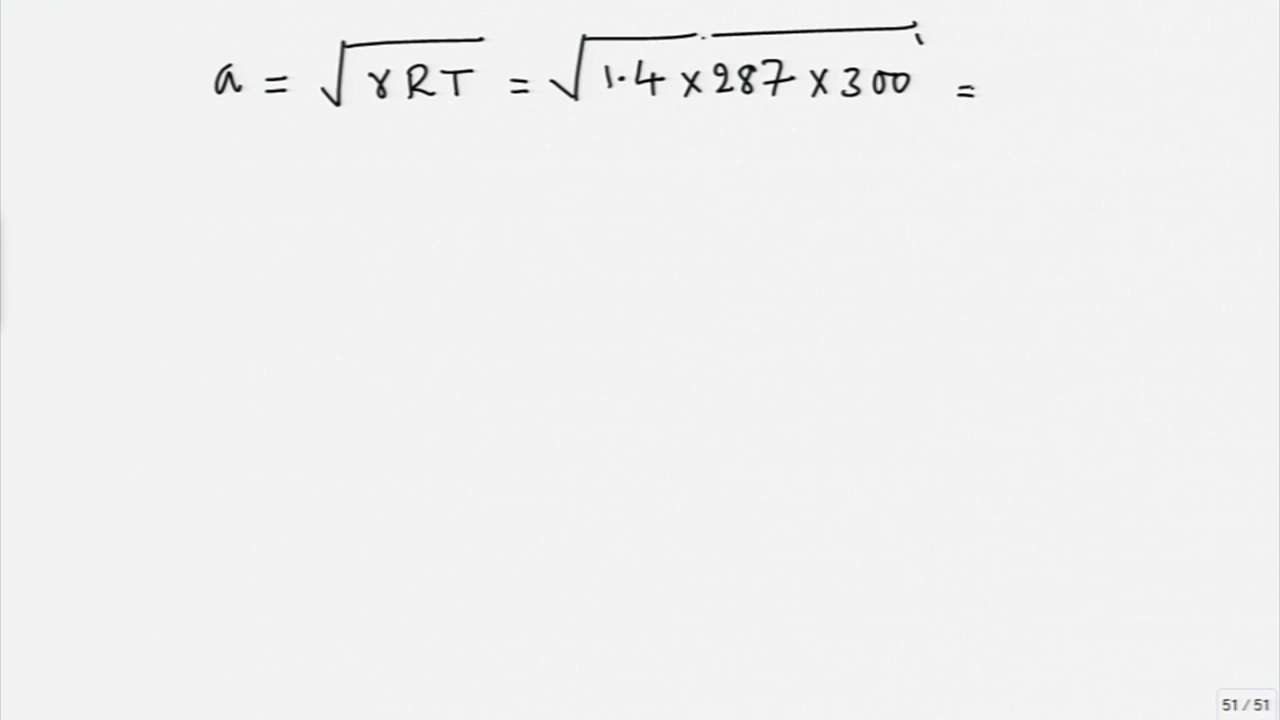 a = √γRT = √1.4 × 287 × 300 =
51 / 51